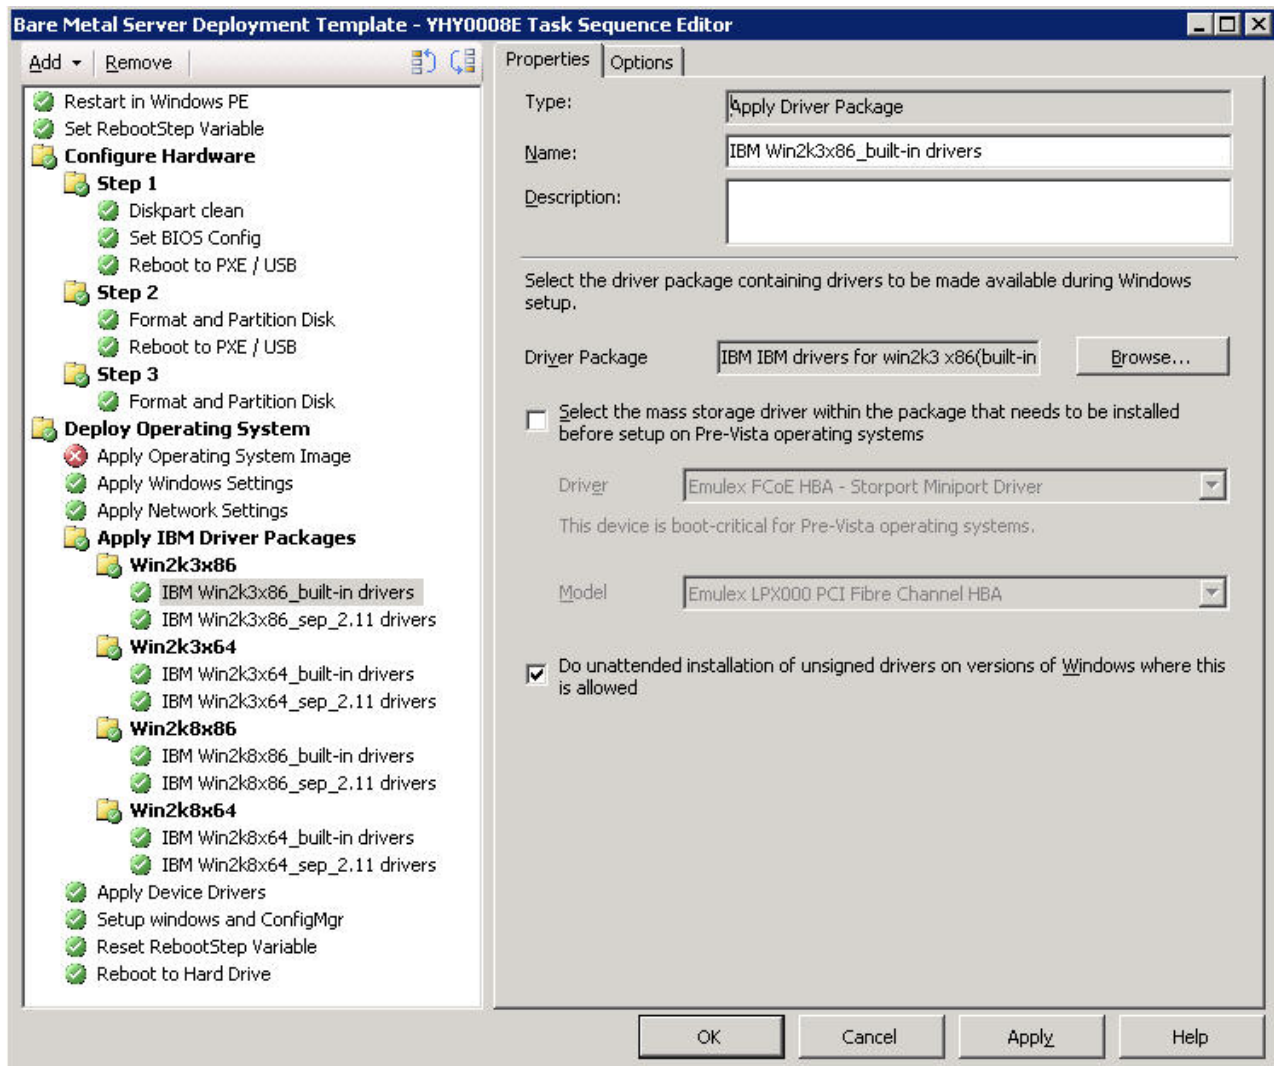 Bare Metal Server Deployment Template - YHY0008E Task Sequence Editor
Add
Remove
Restart in Windows PE
Set RebootStep Variable
Configure Hardware
Step 1
Diskpart clean
Set BIOS Config
Reboot to PXE / USB
Step 2
Format and Partition Disk
Reboot to PXE / USB
Step 3
Format and Partition Disk
Deploy Operating System
Apply Operating System Image
Apply Windows Settings
Apply Network Settings
Apply IBM Driver Packages
Win2k3x86
IBM Win2k3x86_built-in drivers
IBM Win2k3x86_sep_2.11 drivers
Win2k3x64
IBM Win2k3x64_built-in drivers
IBM Win2k3x64_sep_2.11 drivers
Win2k8x86
IBM Win2k8x86_built-in drivers
IBM Win2k8x86_sep_2.11 drivers
Win2k8x64
IBM Win2k8x64_built-in drivers
IBM Win2k8x64_sep_2.11 drivers
Apply Device Drivers
Setup windows and ConfigMgr
Reset RebootStep Variable
Reboot to Hard Drive
Properties
Options
Type:
Apply Driver Package
Name:
IBM Win2k3x86_built-in drivers
Description:
Select the driver package containing drivers to be made available during Windows
setup.
Driver Package
IBM IBM drivers for win2k3 x86(built-in
Browse...
Select the mass storage driver within the package that needs to be installed
before setup on Pre-Vista operating systems
Driver
Emulex FCoE HBA - Storport Miniport Driver
This device is boot-critical for Pre-Vista operating systems.
Model
Emulex LPX000 PCI Fibre Channel HBA
Do unattended installation of unsigned drivers on versions of Windows where this
is allowed
OK
Cancel
Apply
Help